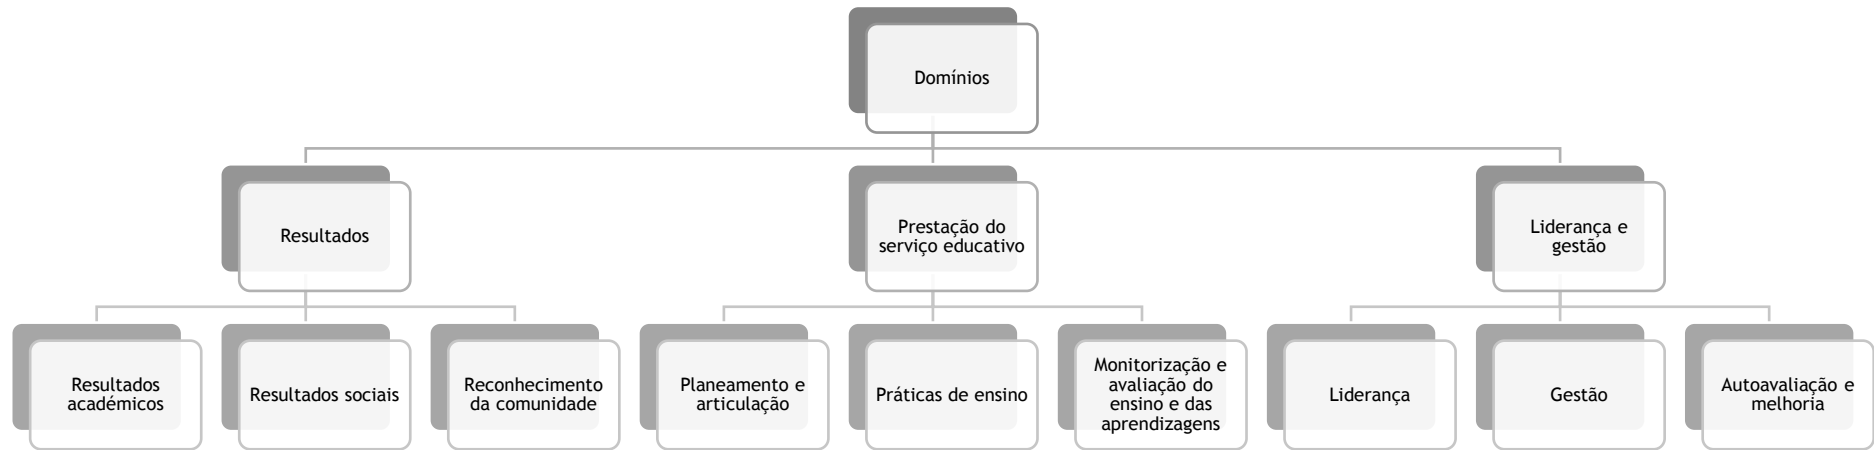 Domínios
Resultados
Prestação do
serviço educativo
Liderança e
gestão
Resultados
académicos
Resultados sociais
Reconhecimento
da comunidade
Planeamento e
articulação
Práticas de ensino
Monitorização e
avaliação do
ensino e das
aprendizagens
Liderança
Gestão
Autoavaliação e
melhoria